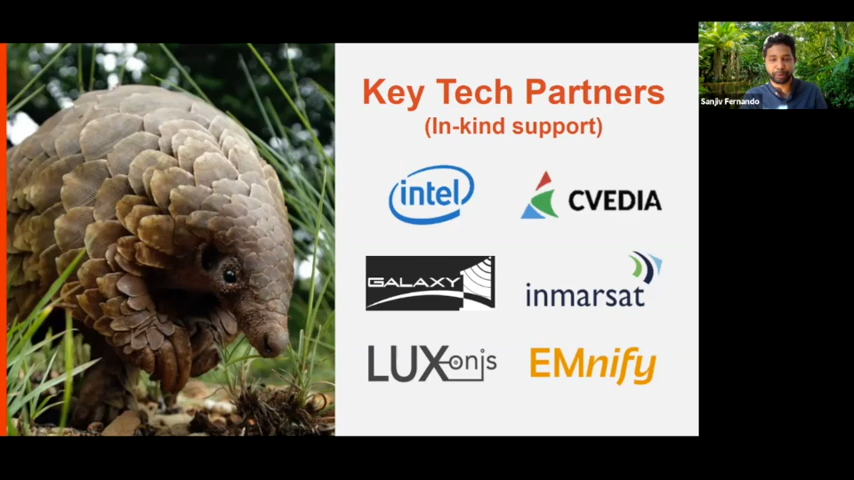 Key Tech Partners
(In-kind support)
intel
CVEDIA
GALAXY
inmarsat
LUXonis
EMnify
Sanjiv Fernando